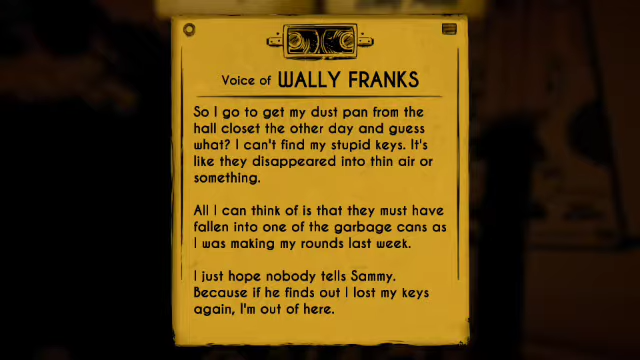 Voice of WALLY FRANKS
So I go to get my dust pan from the
hall closet the other day and guess
what? I can't find my stupid keys. It's
like they disappeared into thin air or
something.
All I can think of is that they must have
fallen into one of the garbage cans as
I was making my rounds last week.
I just hope nobody tells Sammy.
Because if he finds out I lost my keys
again, I'm out of here.